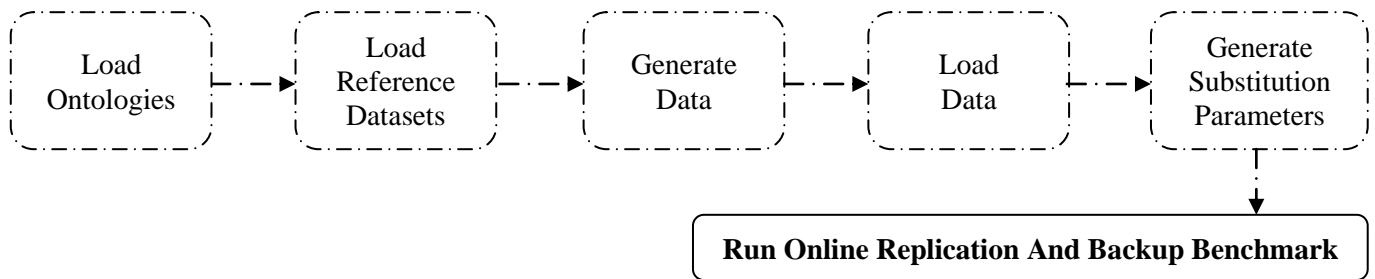 Load
Ontologies
Load
Reference
Datasets
Generate
Data
Load
Data
Generate
Substitution
Parameters
Run Online Replication And Backup Benchmark